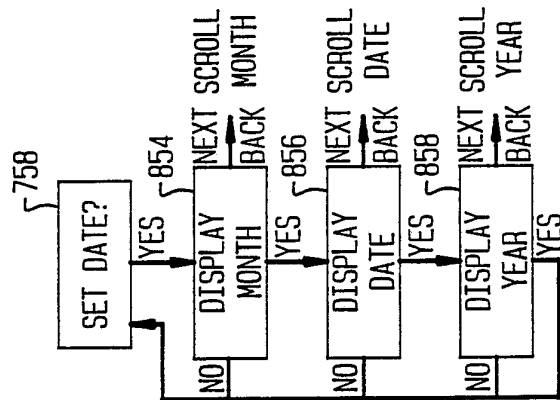 758
SET DATE?
YES
854
DISPLAY
MONTH
NO
NEXT
BACK
SCROLL
MONTH
YES
856
DISPLAY
DATE
NO
NEXT
BACK
SCROLL
DATE
YES
858
DISPLAY
YEAR
NO
NEXT
BACK
SCROLL
YEAR
YES